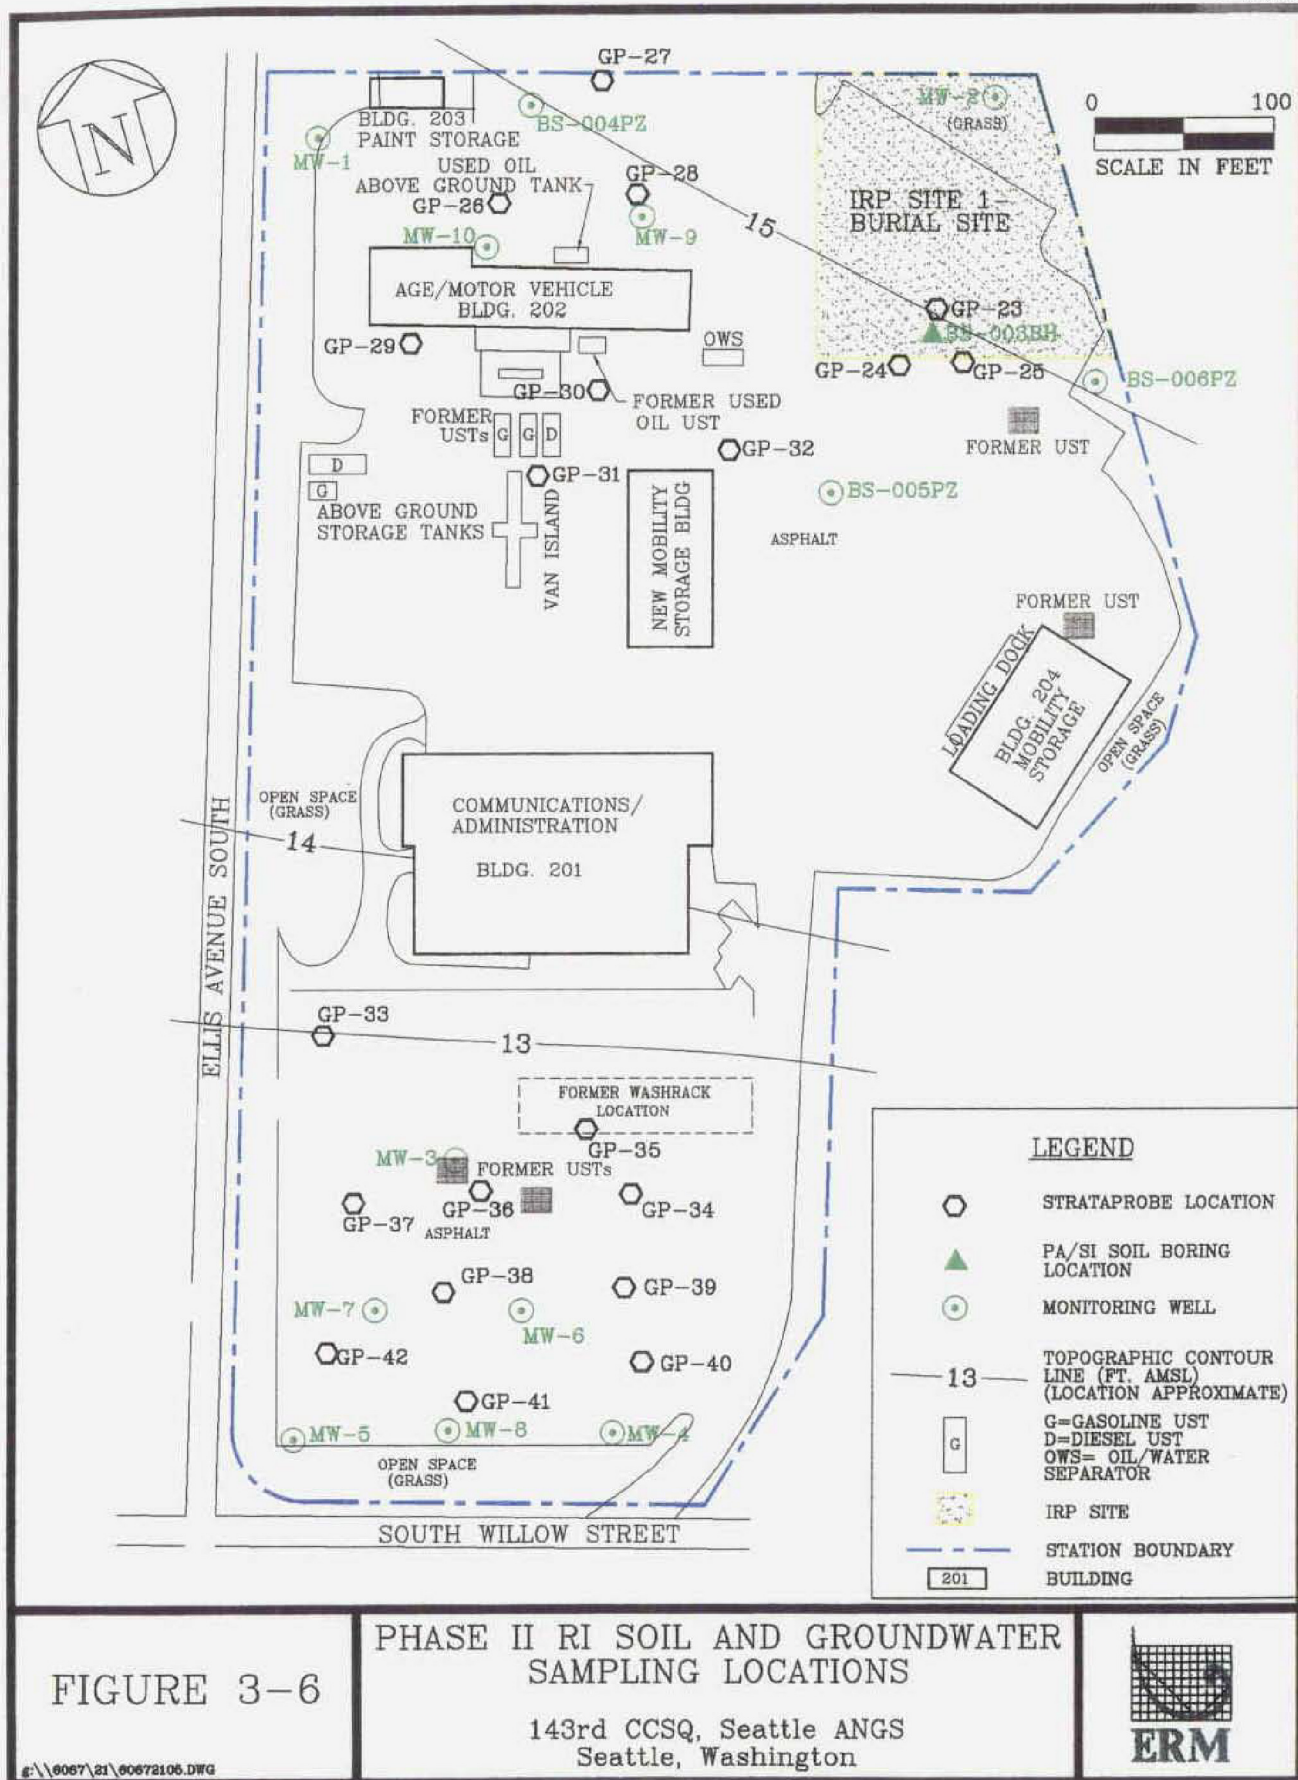 GP-27
N
MW-2
(GRASS)
0 100
SCALE IN FEET
BLDG. 203
PAINT STORAGE
BS-004PZ
MW-1
USED OIL
ABOVE GROUND TANK
GP-28
GP-26
MW-9
MW-10
15
IRP SITE 1-
BURIAL SITE
AGE/MOTOR VEHICLE
BLDG. 202
GP-23
BS-003BH
GP-29
OWS
GP-24
GP-25
BS-006PZ
GP-30
FORMER USED
OIL UST
FORMER
USTs
G
G
D
FORMER UST
GP-32
D
G
GP-31
BS-005PZ
ABOVE GROUND
STORAGE TANKS
VAN ISLAND
NEW MOBILITY
STORAGE BLDG
ASPHALT
FORMER UST
LOADING DOCK
BLDG. 204
MOBILITY
STORAGE
OPEN SPACE
(GRASS)
OPEN SPACE
(GRASS)
14
COMMUNICATIONS/
ADMINISTRATION
BLDG. 201
ELLIS AVENUE SOUTH
GP-33
13
FORMER WASHRACK
LOCATION
GP-35
MW-3
FORMER USTs
GP-37
GP-36
GP-34
ASPHALT
GP-38
GP-39
MW-7
MW-6
GP-42
GP-40
GP-41
MW-5
MW-8
MW-4
OPEN SPACE
(GRASS)
SOUTH WILLOW STREET
LEGEND
STRATAPROBE LOCATION
PA/SI SOIL BORING
LOCATION
MONITORING WELL
13
TOPOGRAPHIC CONTOUR
LINE (FT. AMSL)
(LOCATION APPROXIMATE)
G
G=GASOLINE UST
D=DIESEL UST
OWS= OIL/WATER
SEPARATOR
IRP SITE
STATION BOUNDARY
201
BUILDING
FIGURE 3-6
g:\\6067\21\60672106.DWG
PHASE II RI SOIL AND GROUNDWATER
SAMPLING LOCATIONS
143rd CCSQ, Seattle ANGS
Seattle, Washington
ERM